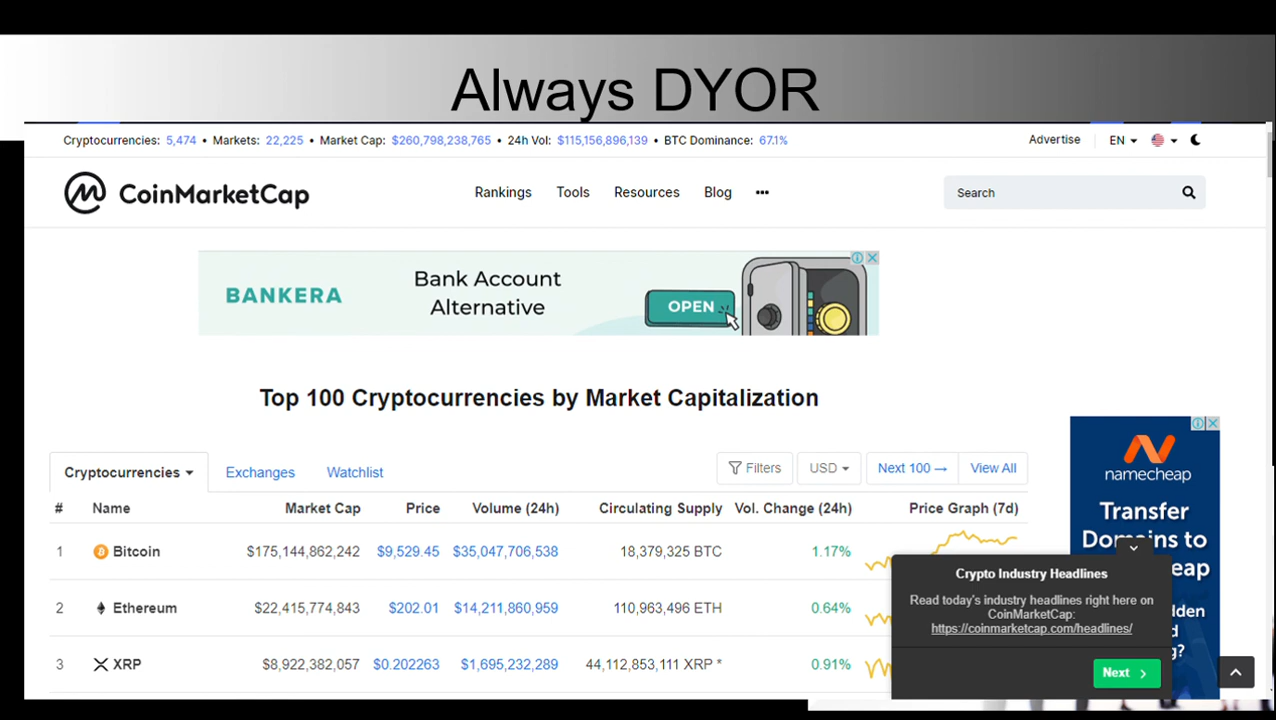 Always DYOR
Cryptocurrencies: 5,474 • Markets: 22,225 • Market Cap: $260,798,238,765 • 24h Vol: $115,156,896,139 • BTC Dominance: 67.1%
Advertise EN
CoinMarketCap Rankings Tools Resources Blog ••• Search
BANKERA
Bank Account
Alternative
OPEN
Top 100 Cryptocurrencies by Market Capitalization
Cryptocurrencies Exchanges Watchlist Filters USD Next 100 → View All
# Name Market Cap Price Volume (24h) Circulating Supply Vol. Change (24h) Price Graph (7d)
1 Bitcoin $175,144,862,242 $9,529.45 $35,047,706,538 18,379,325 BTC 1.17%
2 Ethereum $22,415,774,843 $202.01 $14,211,860,959 110,963,496 ETH 0.64%
3 XRP $8,922,382,057 $0.202263 $1,695,232,289 44,112,853,111 XRP * 0.91%
namecheap
Transfer
Domains to
eap
dden
d
g?
Crypto Industry Headlines
Read today's industry headlines right here on
CoinMarketCap:
https://coinmarketcap.com/headlines/
Next